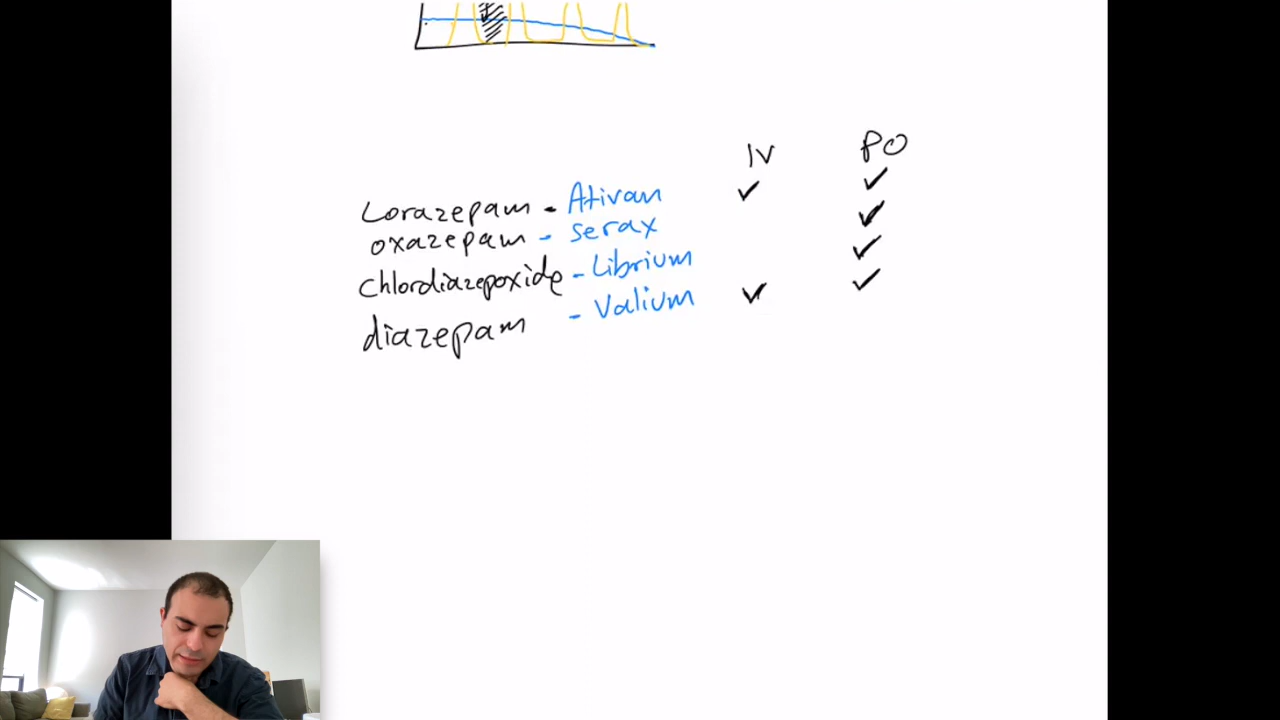 IV PO
Lorazepam - Ativan ✓ ✓
oxazepam - serax ✓
chlordiazepoxide - Librium ✓
diazepam - Valium ✓ ✓